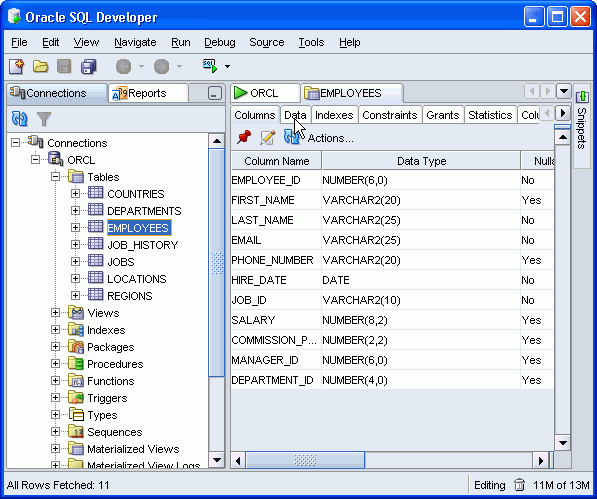 Oracle SQL Developer
File Edit View Navigate Run Debug Source Tools Help
SQL
Connections Reports
Connections
ORCL
Tables
COUNTRIES
DEPARTMENTS
EMPLOYEES
JOB_HISTORY
JOBS
LOCATIONS
REGIONS
Views
Indexes
Packages
Procedures
Functions
Triggers
Types
Sequences
Materialized Views
Materialized View Logs
ORCL EMPLOYEES
Columns Data Indexes Constraints Grants Statistics Colu
Actions...
Column Name Data Type Nulla
EMPLOYEE_ID NUMBER(6,0) No
FIRST_NAME VARCHAR2(20) Yes
LAST_NAME VARCHAR2(25) No
EMAIL VARCHAR2(25) No
PHONE_NUMBER VARCHAR2(20) Yes
HIRE_DATE DATE No
JOB_ID VARCHAR2(10) No
SALARY NUMBER(8,2) Yes
COMMISSION_P... NUMBER(2,2) Yes
MANAGER_ID NUMBER(6,0) Yes
DEPARTMENT_ID NUMBER(4,0) Yes
Snippets
All Rows Fetched: 11 Editing 11M of 13M